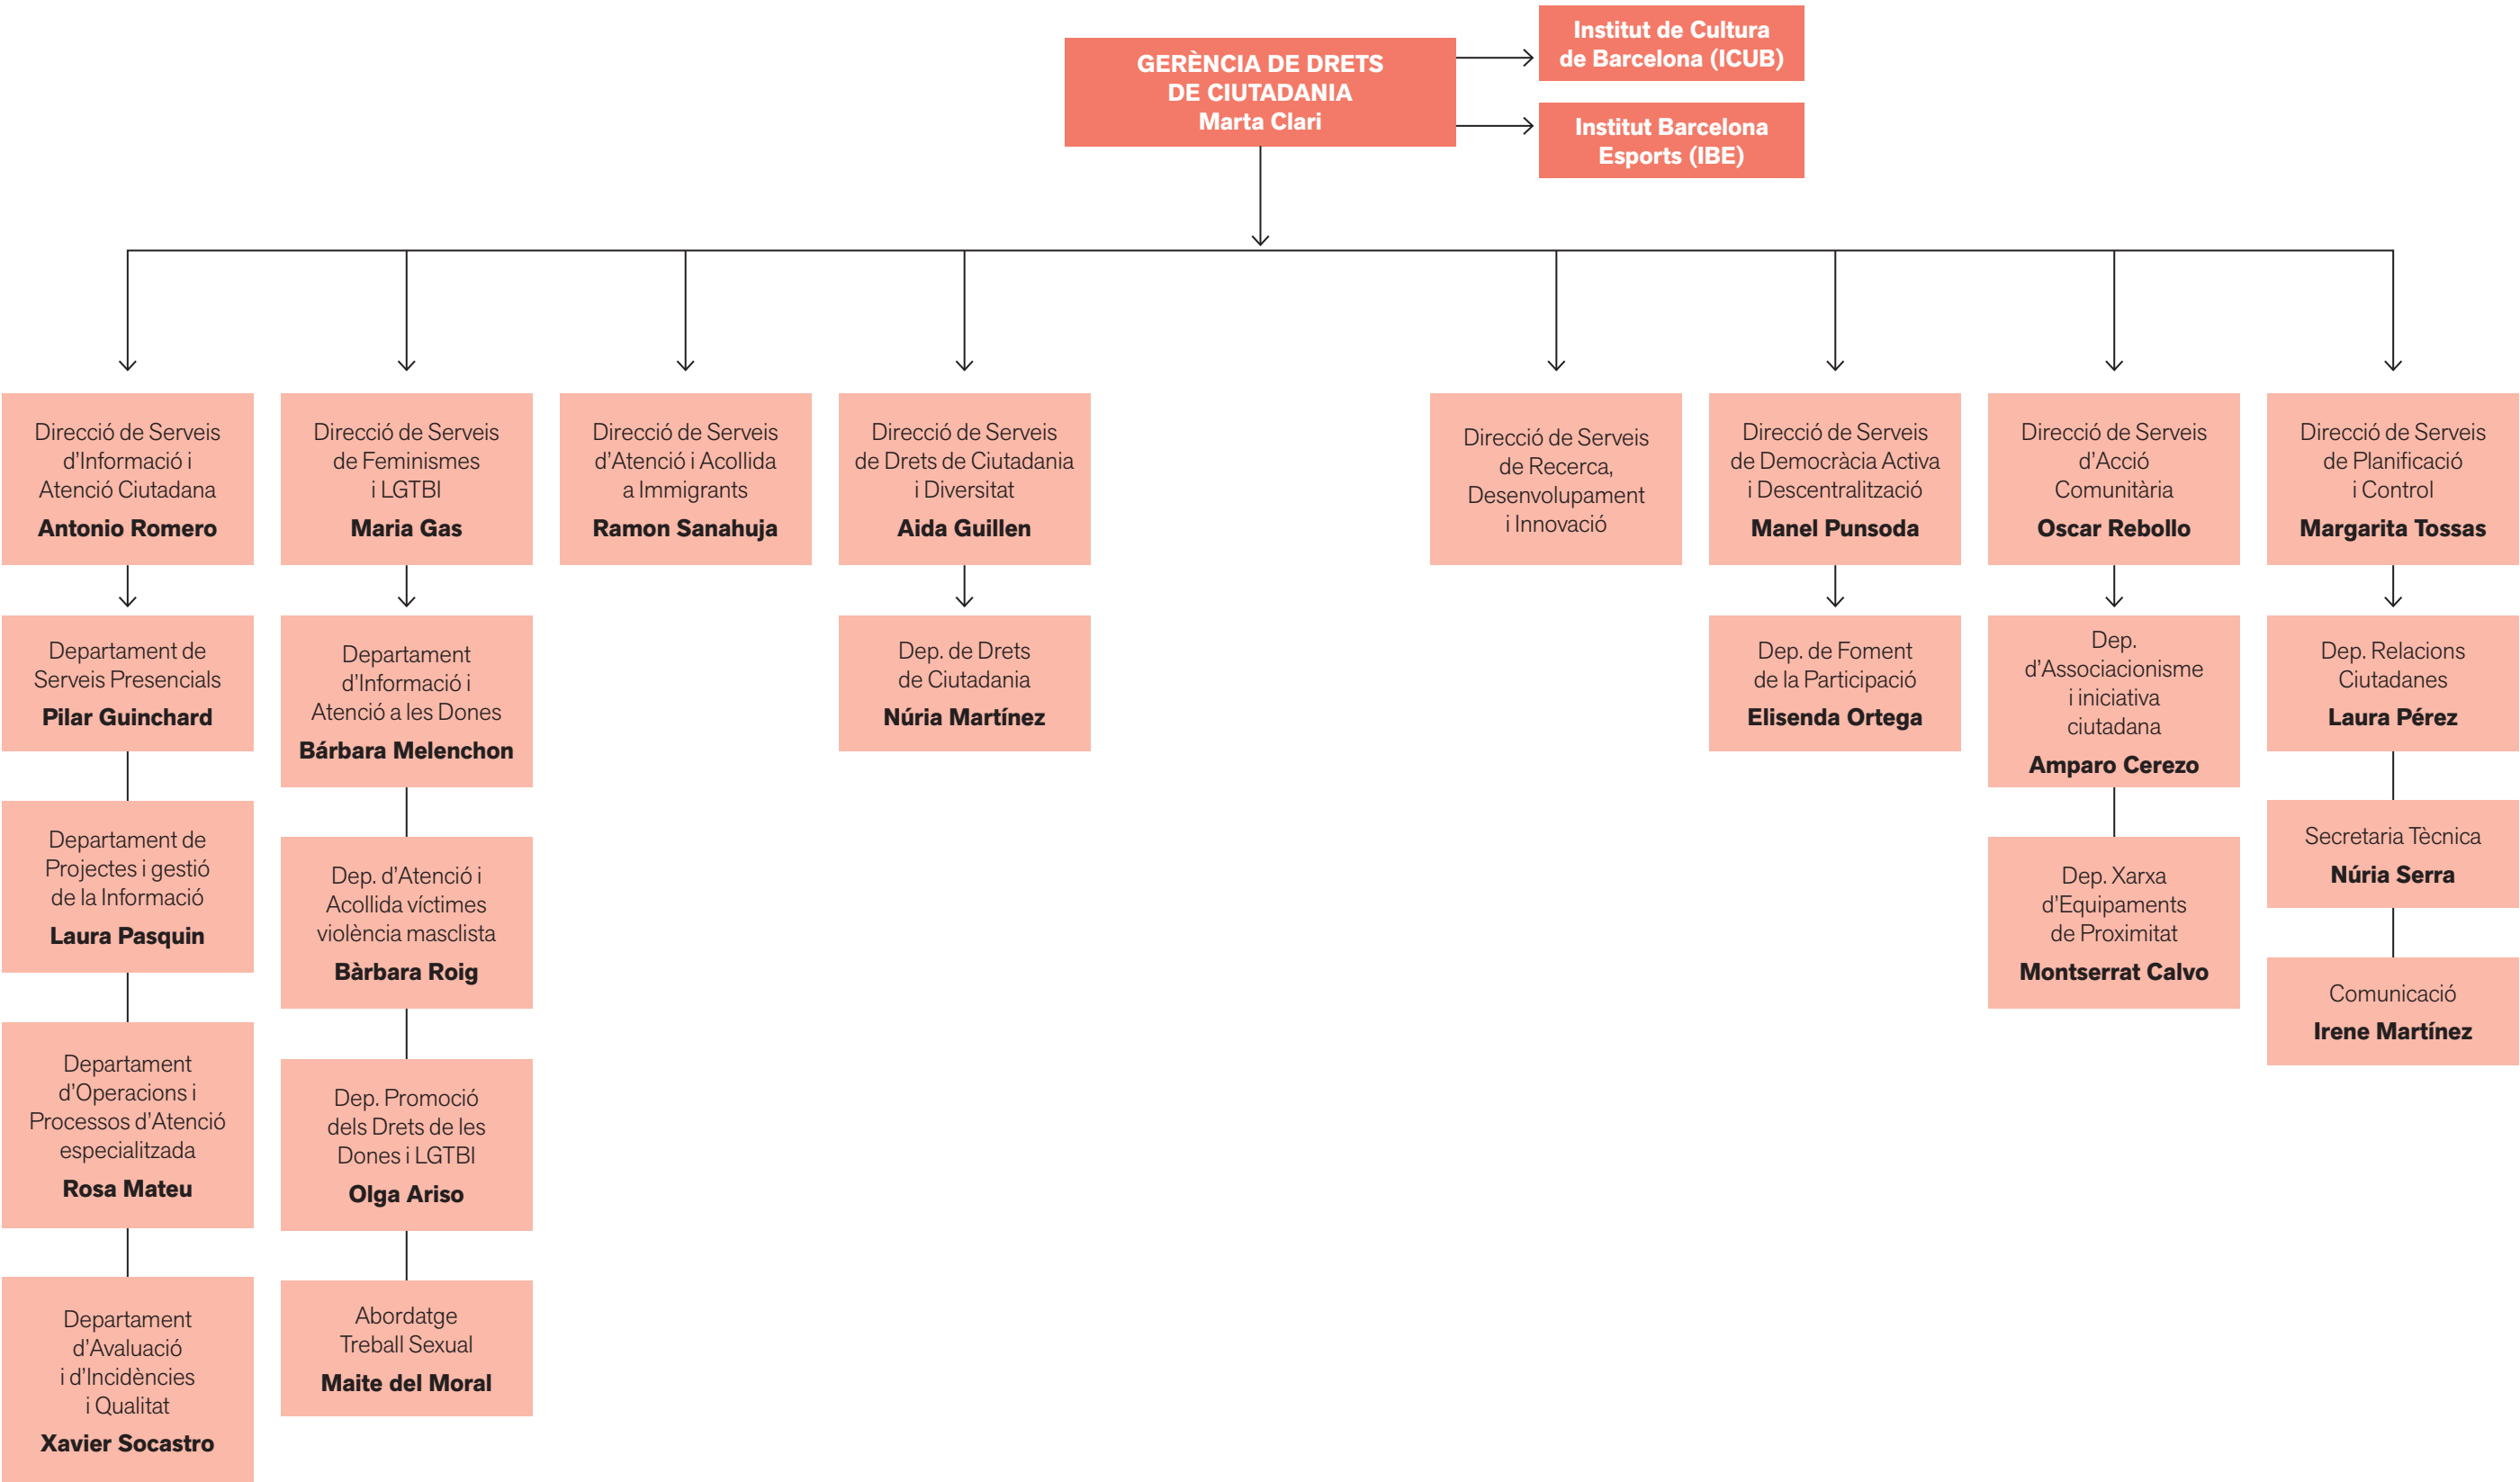 GERÈNCIA DE DRETS
DE CIUTADANIA
Marta Clari
Institut de Cultura
de Barcelona (ICUB)
Institut Barcelona
Esports (IBE)
Direcció de Serveis
d'Informació i
Atenció Ciutadana
Antonio Romero
Direcció de Serveis
de Feminismes
i LGTBI
Maria Gas
Direcció de Serveis
d'Atenció i Acollida
a Immigrants
Ramon Sanahuja
Direcció de Serveis
de Drets de Ciutadania
i Diversitat
Aida Guillen
Direcció de Serveis
de Recerca,
Desenvolupament
i Innovació
Direcció de Serveis
de Democràcia Activa
i Descentralització
Manel Punsoda
Direcció de Serveis
d'Acció
Comunitària
Oscar Rebollo
Direcció de Serveis
de Planificació
i Control
Margarita Tossas
Departament de
Serveis Presencials
Pilar Guinchard
Departament
d'Informació i
Atenció a les Dones
Bárbara Melenchon
Dep. de Drets
de Ciutadania
Núria Martínez
Dep. de Foment
de la Participació
Elisenda Ortega
Dep.
d'Associacionisme
i iniciativa
ciutadana
Amparo Cerezo
Dep. Relacions
Ciutadanes
Laura Pérez
Departament de
Projectes i gestió
de la Informació
Laura Pasquin
Dep. d'Atenció i
Acollida víctimes
violència masclista
Bàrbara Roig
Dep. Xarxa
d'Equipaments
de Proximitat
Montserrat Calvo
Secretaria Tècnica
Núria Serra
Comunicació
Irene Martínez
Departament
d'Operacions i
Processos d'Atenció
especialitzada
Rosa Mateu
Dep. Promoció
dels Drets de les
Dones i LGTBI
Olga Ariso
Departament
d'Avaluació
i d'Incidències
i Qualitat
Xavier Socastro
Abordatge
Treball Sexual
Maite del Moral